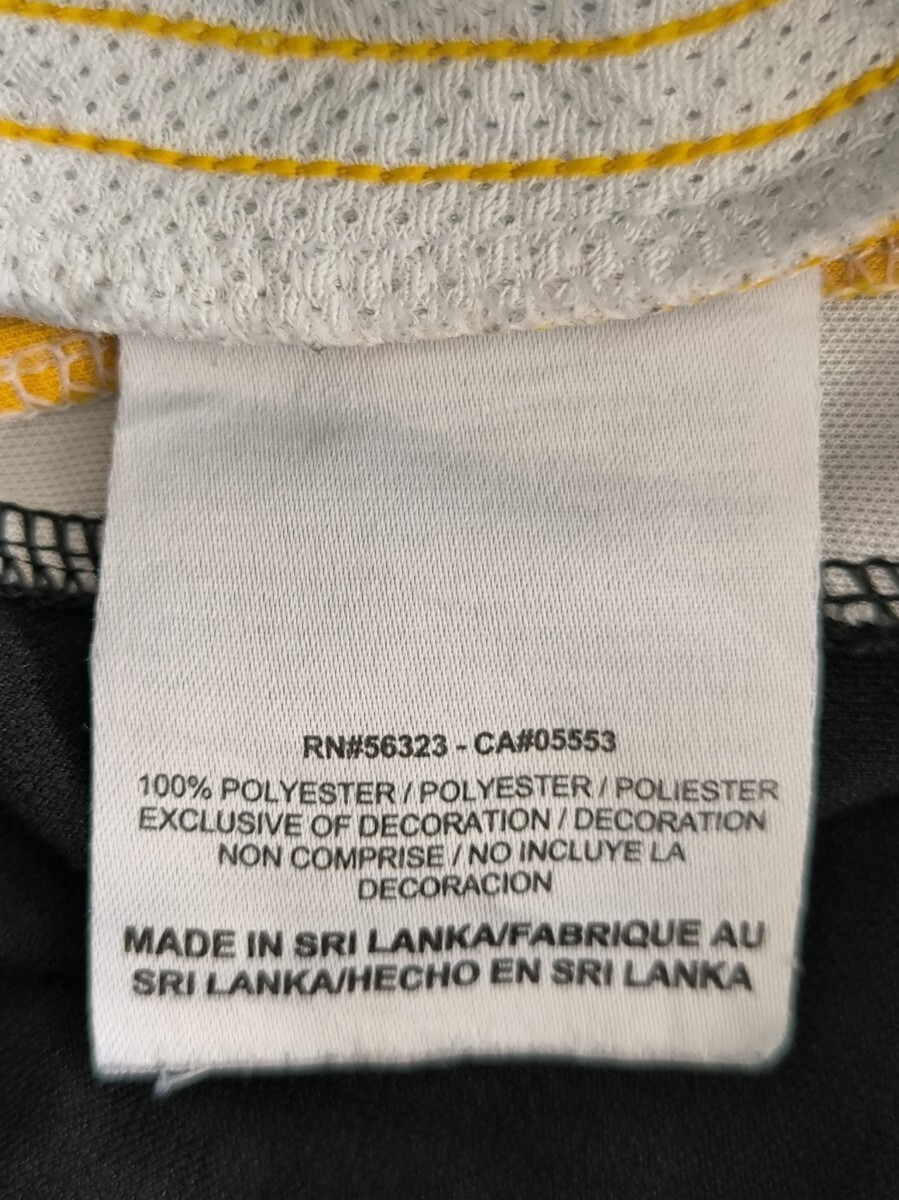 RN#56323 - CA#05553
100% POLYESTER / POLYESTER / POLIESTER
EXCLUSIVE OF DECORATION / DECORATION
NON COMPRISE / NO INCLUYE LA
DECORACION
MADE IN SRI LANKA/FABRIQUE AU
SRI LANKA/HECHO EN SRI LANKA